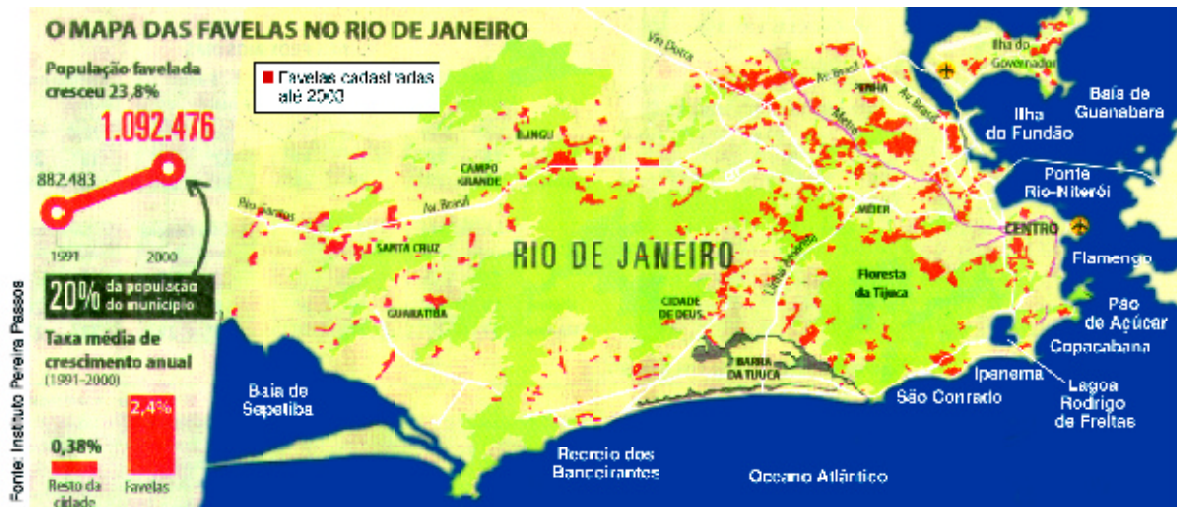 O MAPA DAS FAVELAS NO RIO DE JANEIRO
População favelada
cresceu 23,8%
1.092.476
882.483
1991
2000
20% da população
do município
Taxa média de
crescimento anual
(1991-2000)
0,38%
2,4%
Resto da
cidade
Favelas
Fonte: Instituto Pereira Passos
Favelas cadastradas
até
Via Dutra
Av. Brasil
PENHA
Av. Brasil
Metrô
Ilha do
Governador
Baía de
Guanabara
Ilha
do Fundão
Ponte
Rio-Niterói
BANGU
CAMPO
GRANDE
Rio-Santos
Av. Brasil
SANTA CRUZ
MÉIER
CENTRO
RIO DE JANEIRO
Linha Amarela
Flamengo
Floresta
da Tijuca
GUARATIBA
CIDADE
DE DEUS
Pão
de Açúcar
BARRA
DA TIJUCA
Copacabana
Ipanema
Baía de
Sepetiba
São Conrado
Lagoa
Rodrigo
de Freitas
Recreio dos
Bandeirantes
Oceano Atlântico